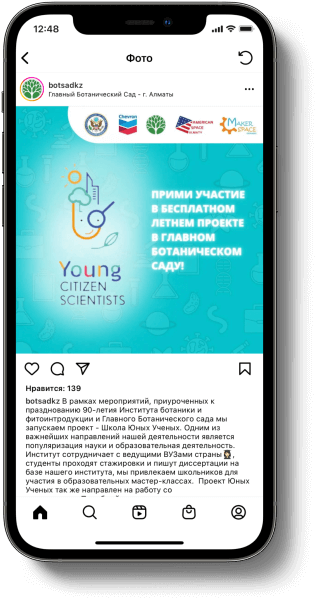 12:48
Фото
botsadkz
Главный Ботанический Сад - г. Алматы
Chevron
AMERICAN
SPACE
MAKER
SPACE
ПРИМИ УЧАСТИЕ
В БЕСПЛАТНОМ
ЛЕТНЕМ ПРОЕКТЕ
В ГЛАВНОМ
БОТАНИЧЕСКОМ
САДУ!
Young
CITIZEN
SCIENTISTS
Нравится: 139
botsadkz В рамках мероприятий, приуроченных к
празднованию 90-летия Института ботаники и
фитоинтродукции и Главного Ботанического сада мы
запускаем проект - Школа Юных Ученых. Одним из
важнейших направлений нашей деятельности является
популяризация науки и образовательная деятельность.
Институт сотрудничает с ведущими ВУЗами страны 👩🏻‍🎓,
студенты проходят стажировки и пишут диссертации на
базе нашего института, мы привлекаем школьников для
участия в образовательных мастер-классах. Проект Юных
Ученых так же направлен на работу со